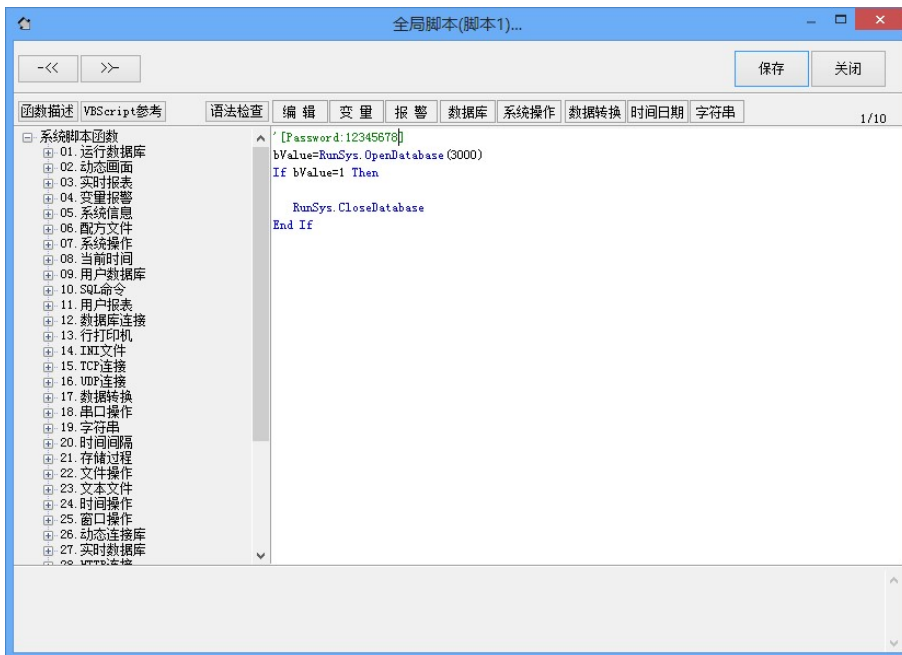 全局脚本(脚本1)...
-<<
>>-
保存
关闭
函数描述
VBScript参考
语法检查
编 辑
变 量
报 警
数据库
系统操作
数据转换
时间日期
字符串
1/10
系统脚本函数
01.运行数据库
02.动态画面
03.实时报表
04.变量报警
05.系统信息
06.配方文件
07.系统操作
08.当前时间
09.用户数据库
10.SQL命令
11.用户报表
12.数据库连接
13.行打印机
14.INI文件
15.TCP连接
16.UDP连接
17.数据转换
18.串口操作
19.字符串
20.时间间隔
21.存储过程
22.文件操作
23.文本文件
24.时间操作
25.窗口操作
26.动态连接库
27.实时数据库
28.HTTP连接
'[Password:12345678]
bValue=RunSys.OpenDatabase(3000)
If bValue=1 Then
RunSys.CloseDatabase
End If